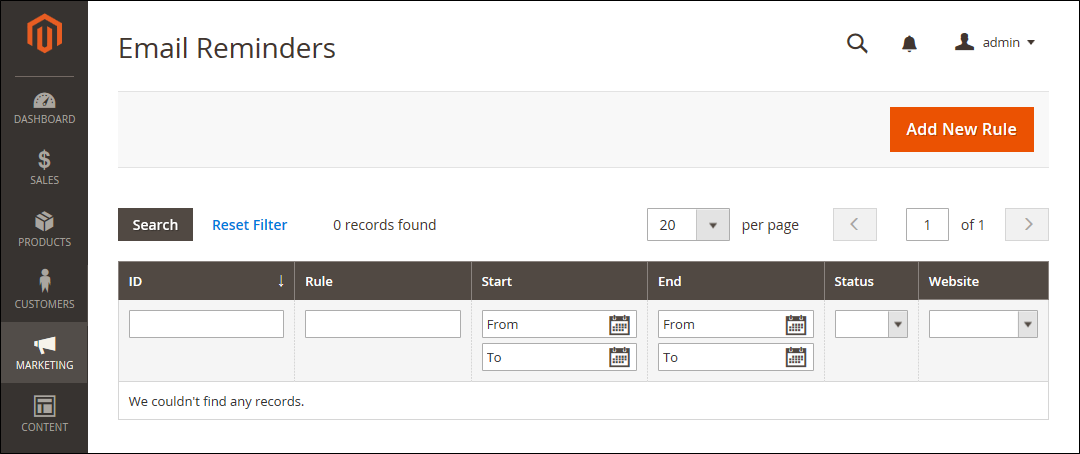 Email Reminders
admin
DASHBOARD
SALES
PRODUCTS
CUSTOMERS
MARKETING
CONTENT
Add New Rule
Search Reset Filter 0 records found 20 per page 1 of 1
ID ↓ Rule Start End Status Website
From From
To To
We couldn't find any records.